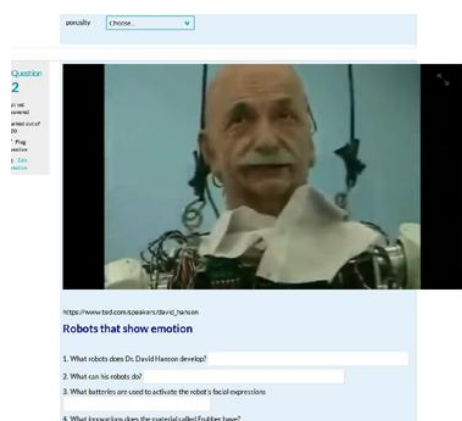 porosity Choose...
Question
2
Flag
https://www.ted.com/speakers/david_hanson
Robots that show emotion
1. What robots does Dr. David Hanson develop?
2. What can his robots do?
3. What batteries are used to activate the robot's facial expressions
4. What innovations does the material called Frubber have?